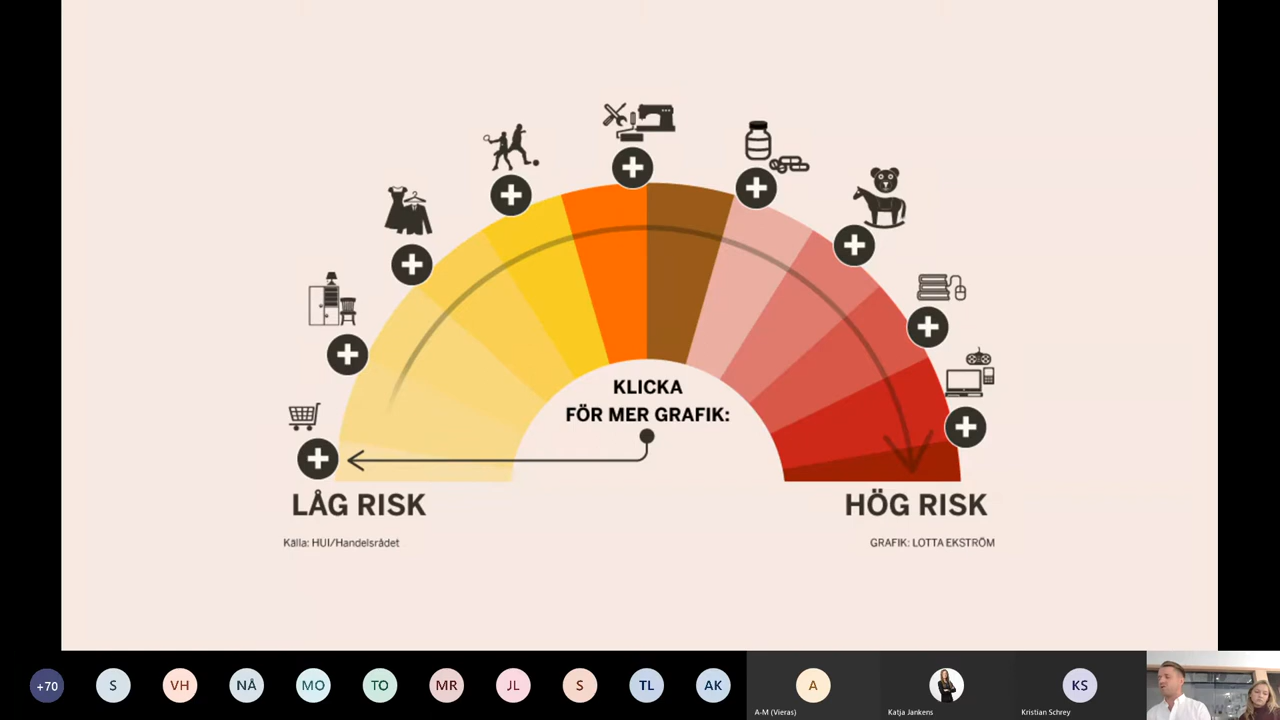 KLICKA
FÖR MER GRAFIK:
LÅG RISK
HÖG RISK
Källa: HUI/Handelsrådet
GRAFIK: LOTTA EKSTRÖM
+70
S
VH
NÅ
MO
TO
MR
JL
S
TL
AK
A
KS
A-M (Vieras)
Katja Jankens
Kristian Schrey